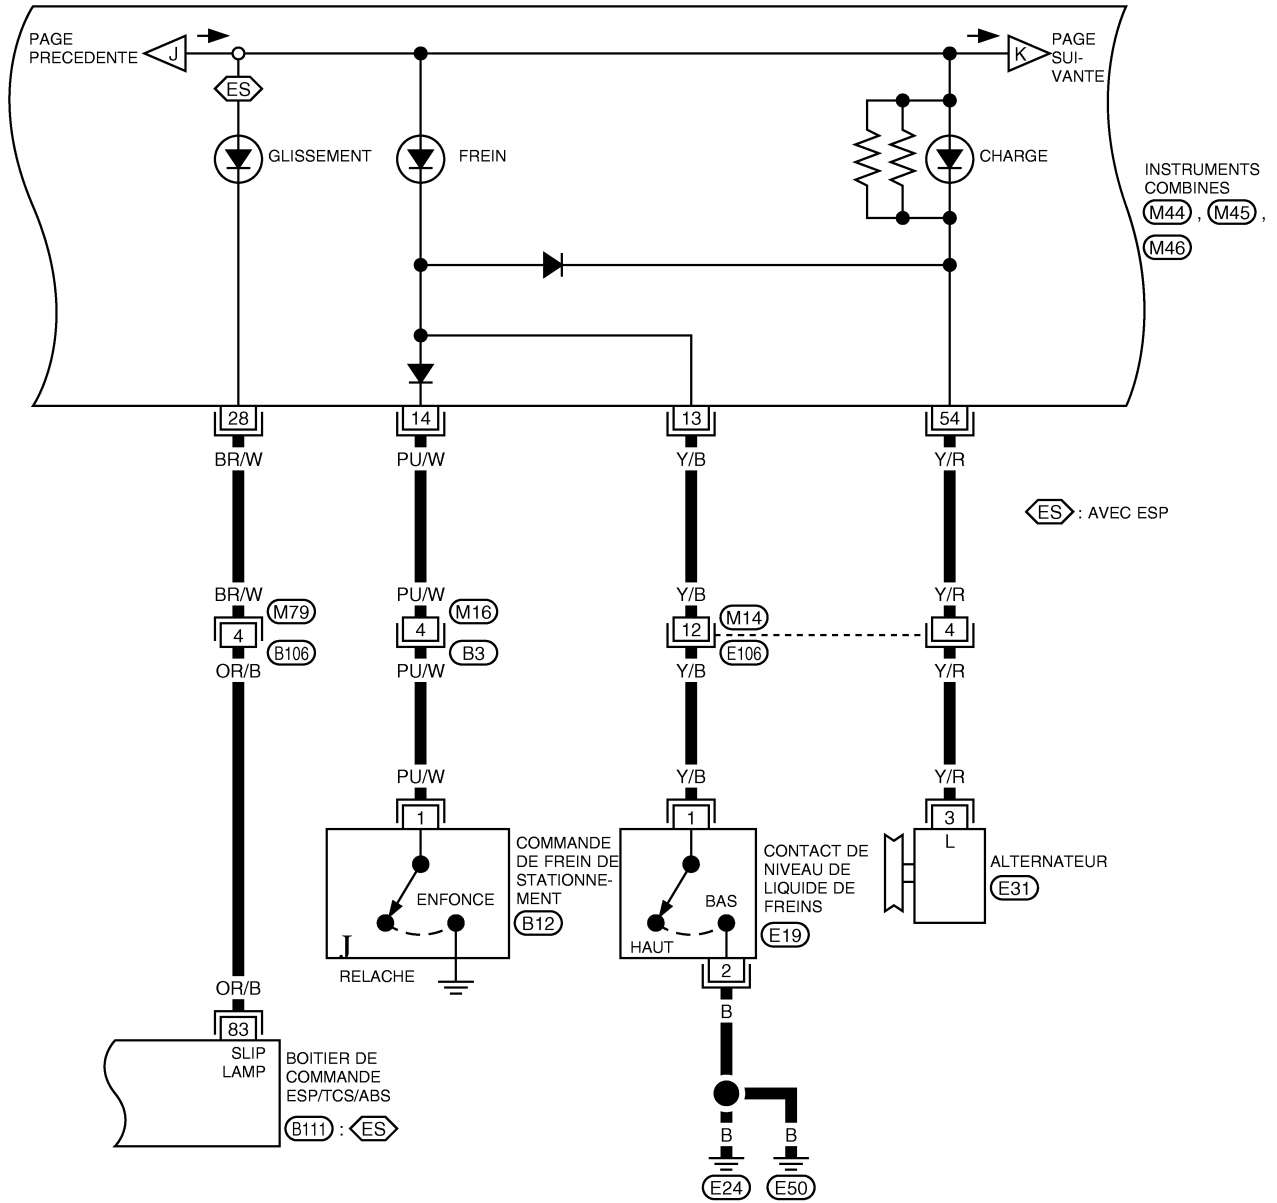 PAGE
PRECEDENTE
J
K
PAGE
SUI-
VANTE
ES
GLISSEMENT
FREIN
CHARGE
INSTRUMENTS
COMBINES
M44 , M45 ,
M46
28
14
13
54
BR/W
PU/W
Y/B
Y/R
ES : AVEC ESP
BR/W
M79
PU/W
M16
Y/B
M14
Y/R
4
4
12
4
B106
B3
E106
OR/B
PU/W
Y/B
Y/R
PU/W
Y/B
Y/R
1
1
3
L
COMMANDE
DE FREIN DE
STATIONNE-
MENT
B12
ENFONCE
J
RELACHE
CONTACT DE
NIVEAU DE
LIQUIDE DE
FREINS
E19
BAS
HAUT
2
ALTERNATEUR
E31
OR/B
83
SLIP
LAMP
BOITIER DE
COMMANDE
ESP/TCS/ABS
B111 : ES
B
B
B
E24
E50